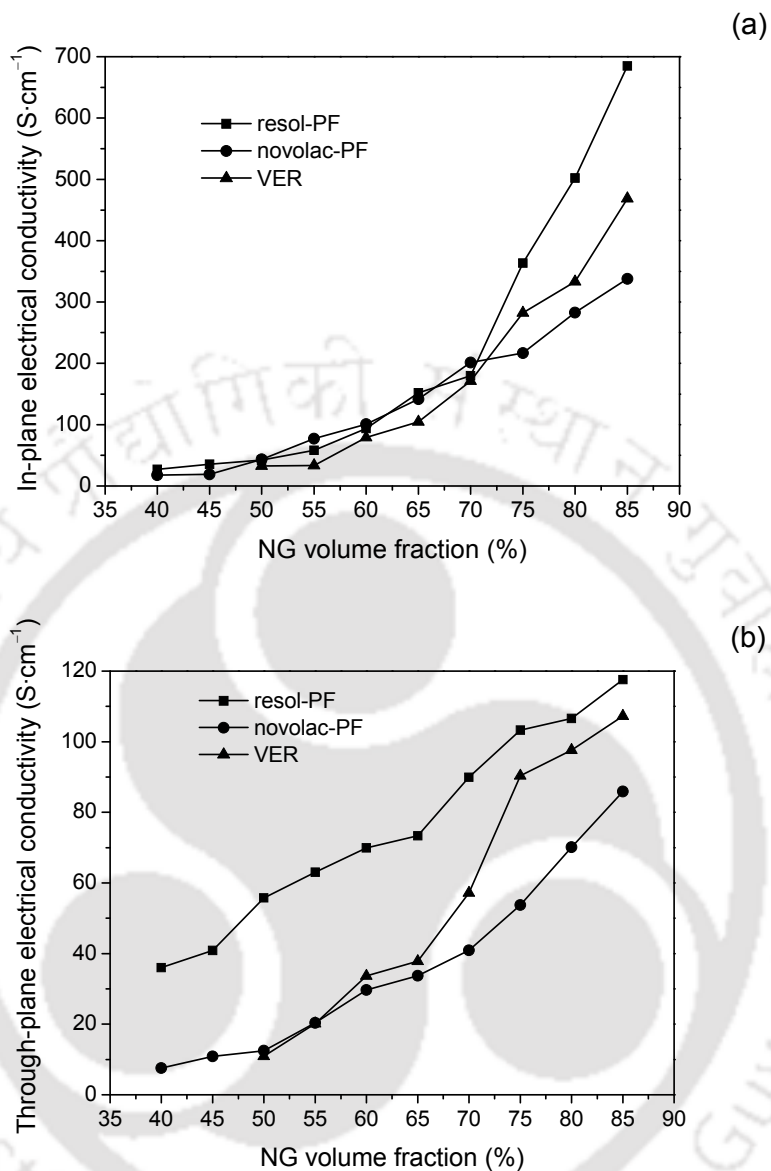 (a)
In-plane electrical conductivity (S·cm⁻¹)
700
600
500
400
300
200
100
0
resol-PF
novolac-PF
VER
35 40 45 50 55 60 65 70 75 80 85 90
NG volume fraction (%)
(b)
Through-plane electrical conductivity (S·cm⁻¹)
120
100
80
60
40
20
0
resol-PF
novolac-PF
VER
35 40 45 50 55 60 65 70 75 80 85 90
NG volume fraction (%)